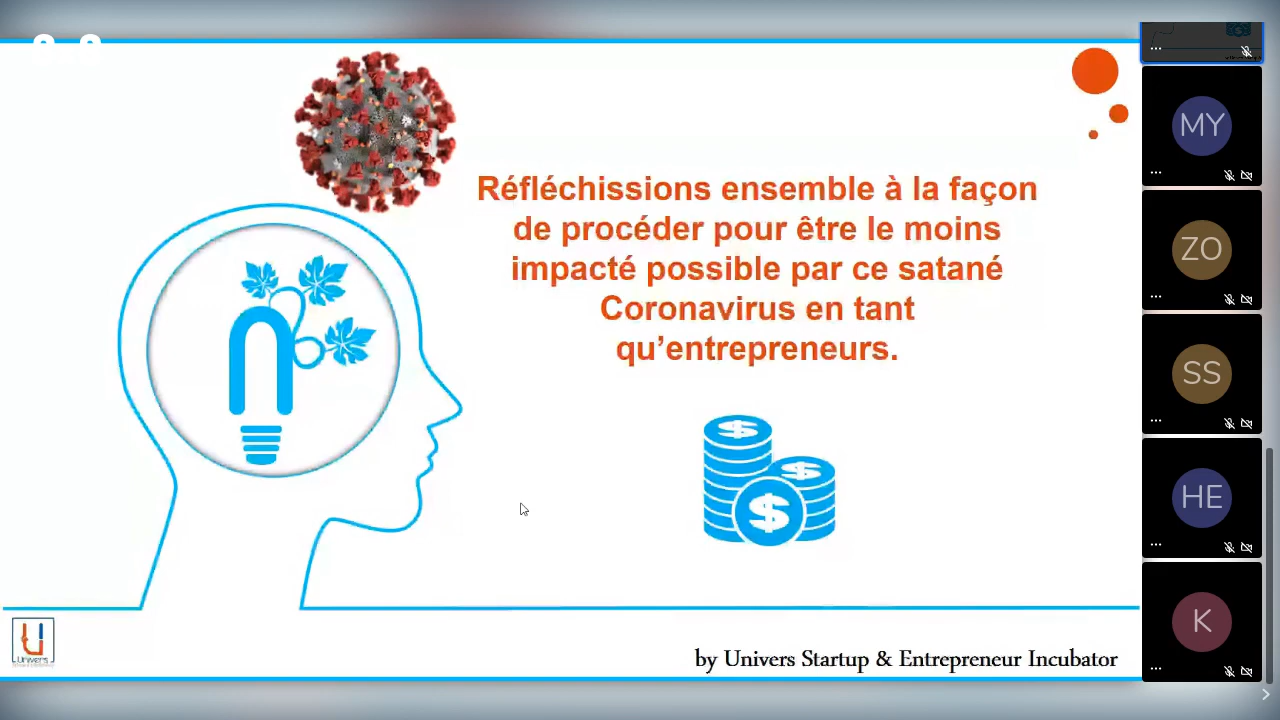 Réfléchissions ensemble à la façon
de procéder pour être le moins
impacté possible par ce satané
Coronavirus en tant
qu’entrepreneurs.
MY
ZO
SS
HE
K
Univers
by Univers Startup & Entrepreneur Incubator